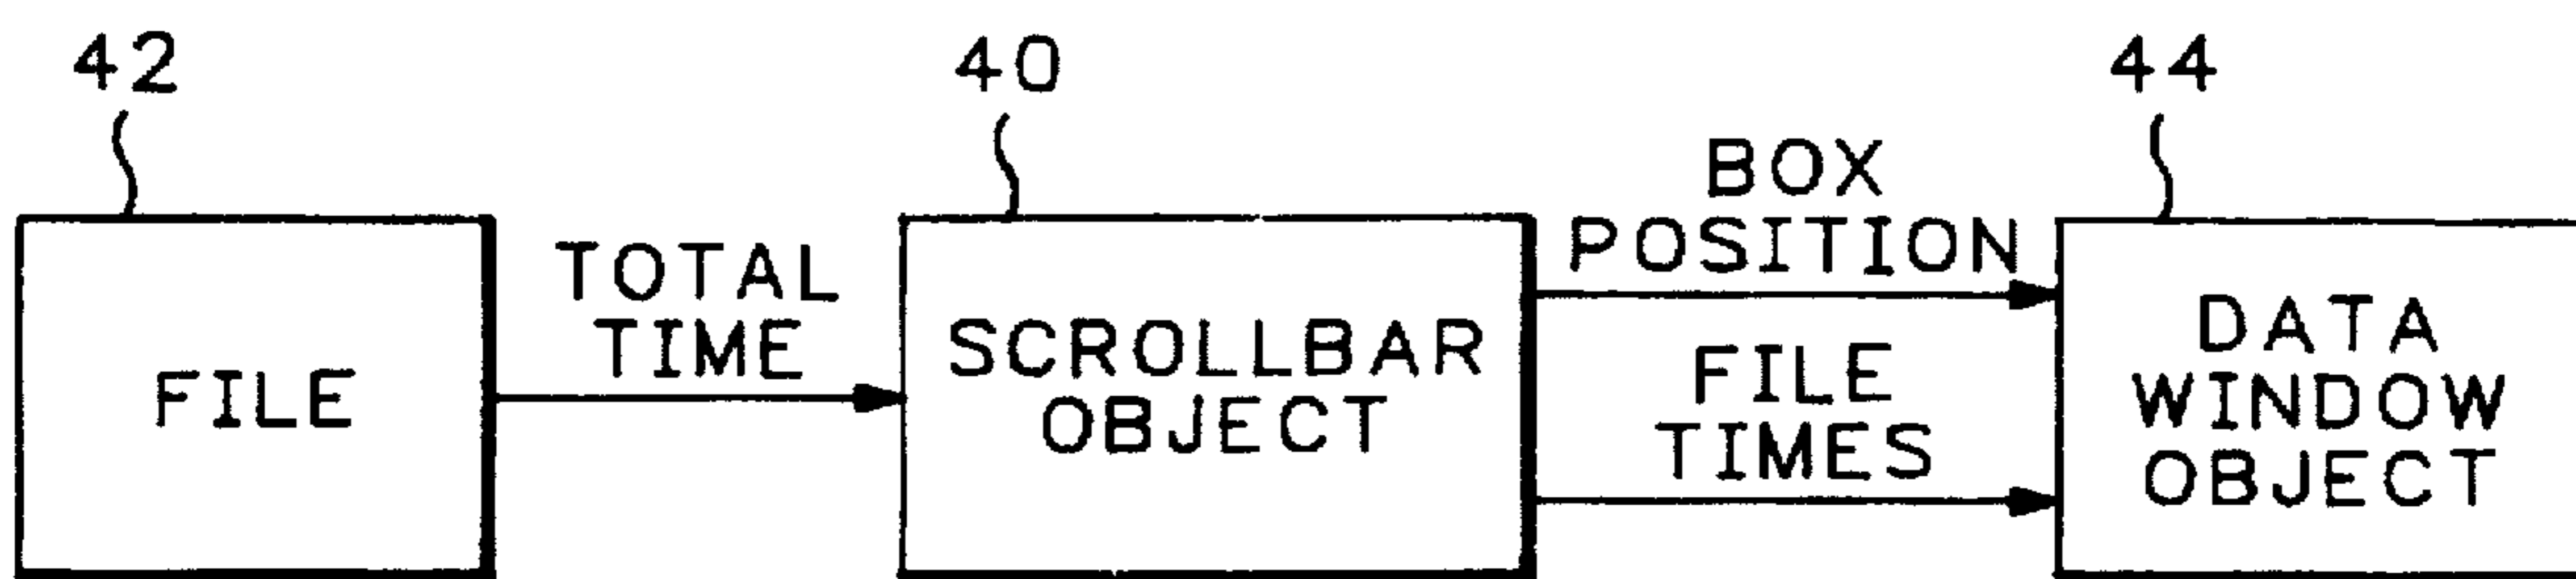 42
40
44
FILE
TOTAL
TIME
SCROLLBAR
OBJECT
BOX
POSITION
FILE
TIMES
DATA
WINDOW
OBJECT